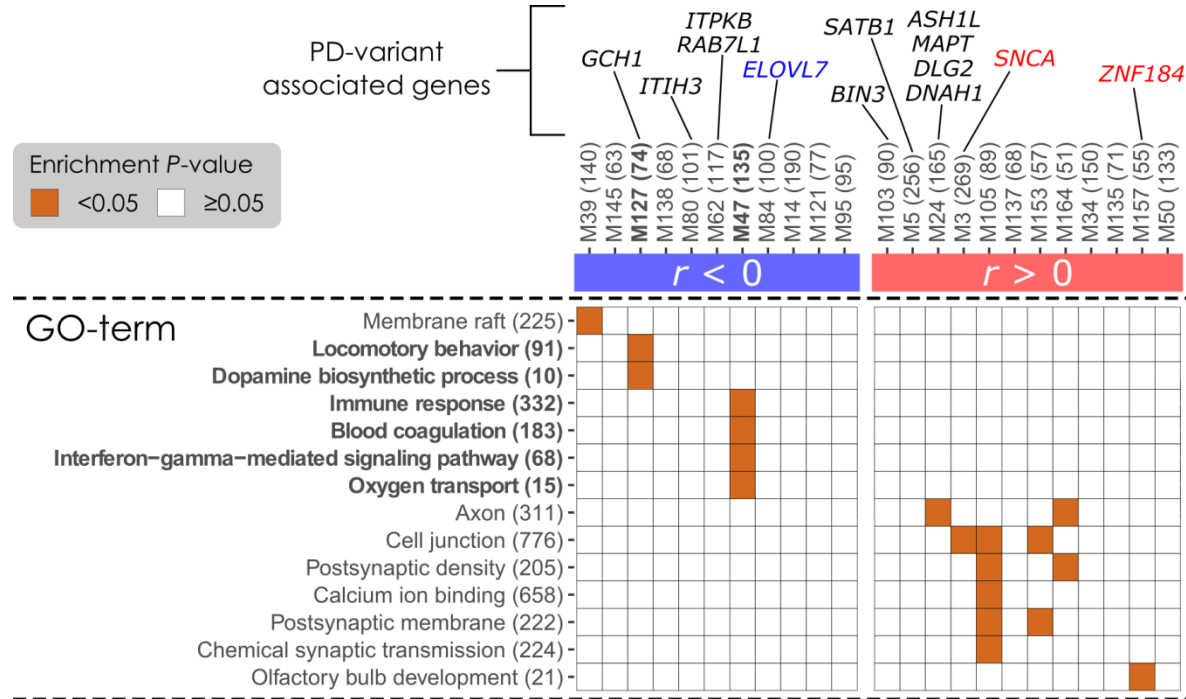 PD-variant
associated genes
GCH1
ITIH3
ITPKB
RAB7L1
ELOVL7
BIN3
SATB1
ASH1L
MAPT
DLG2
DNAH1
SNCA
ZNF184
Enrichment P-value
<0.05 ≥0.05
M39 (140)
M145 (63)
M127 (74)
M138 (68)
M80 (101)
M62 (117)
M47 (135)
M84 (100)
M14 (190)
M121 (77)
M95 (95)
M103 (90)
M5 (256)
M24 (165)
M3 (269)
M105 (89)
M137 (68)
M153 (57)
M164 (51)
M34 (150)
M135 (71)
M157 (55)
M50 (133)
r < 0
r > 0
GO-term
Membrane raft (225)
Locomotory behavior (91)
Dopamine biosynthetic process (10)
Immune response (332)
Blood coagulation (183)
Interferon−gamma−mediated signaling pathway (68)
Oxygen transport (15)
Axon (311)
Cell junction (776)
Postsynaptic density (205)
Calcium ion binding (658)
Postsynaptic membrane (222)
Chemical synaptic transmission (224)
Olfactory bulb development (21)